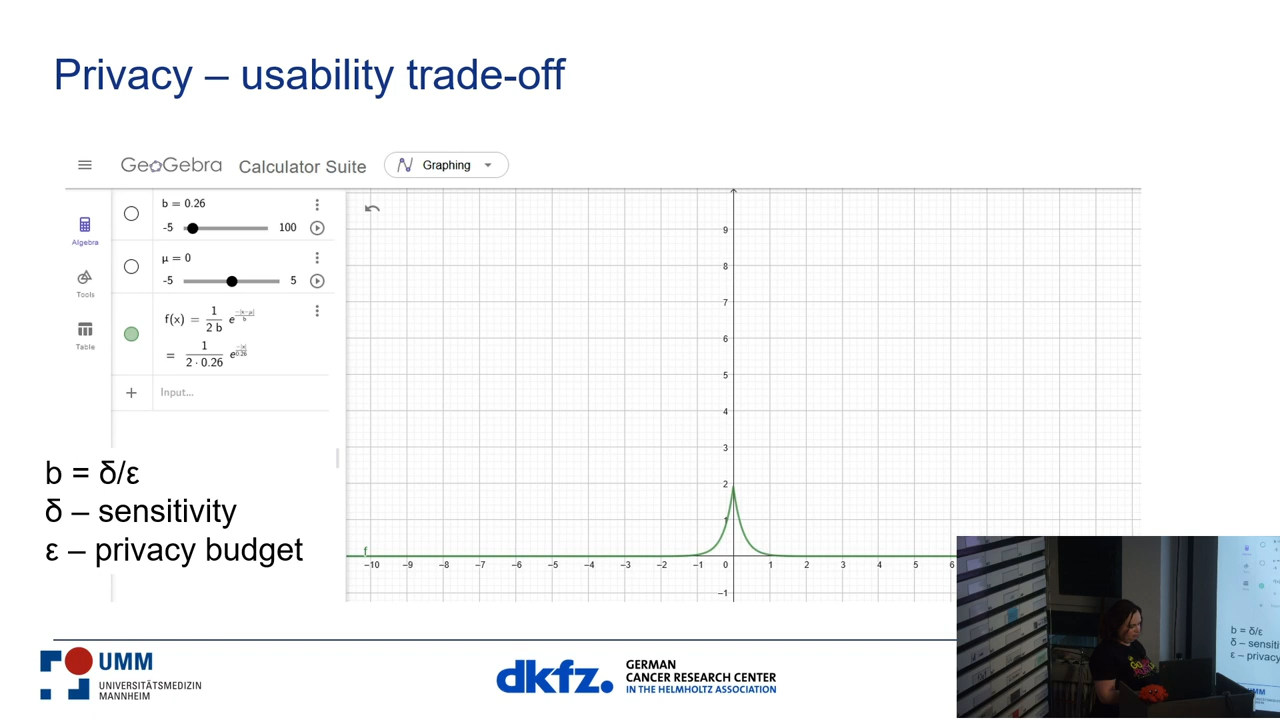 Privacy – usability trade-off
GeoGebra Calculator Suite Graphing
b = 0.26
-5 100
Algebra
μ = 0
-5 5
Tools
f(x) = 1/(2 b) e^(-|x-μ|/b)
Table
= 1/(2 · 0.26) e^(-|x|/0.26)
+ Input...
9
8
7
6
5
4
3
2
1
f
−10 −9 −8 −7 −6 −5 −4 −3 −2 −1 0 1 2 3 4 5 6
−1
b = δ/ε
δ – sensitivity
ε – privacy budget
UMM
UNIVERSITÄTSMEDIZIN
MANNHEIM
dkfz.
GERMAN
CANCER RESEARCH CENTER
IN THE HELMHOLTZ ASSOCIATION
b = δ/ε
δ – sensiti
ε – privacy